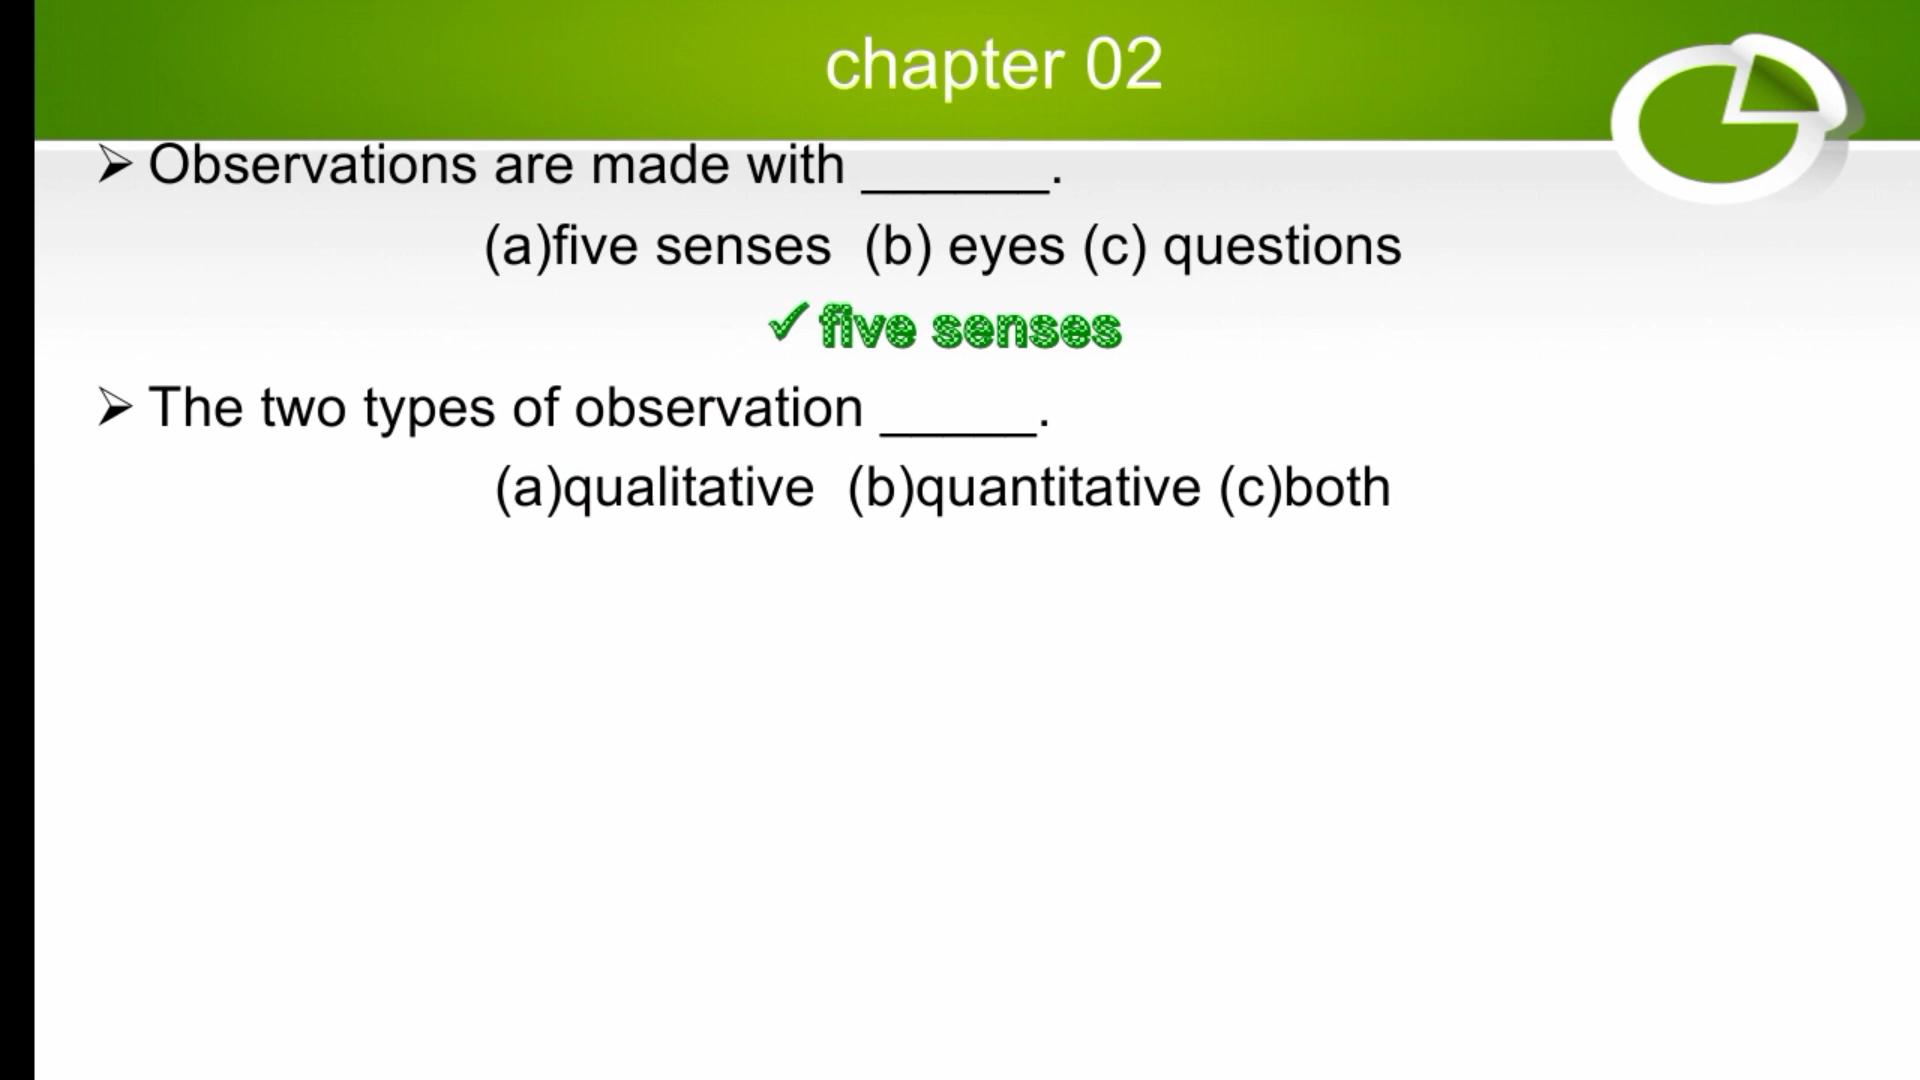 chapter 02
➢ Observations are made with ______.
(a)five senses  (b) eyes (c) questions
✓ five senses
➢ The two types of observation _____.
(a)qualitative  (b)quantitative (c)both